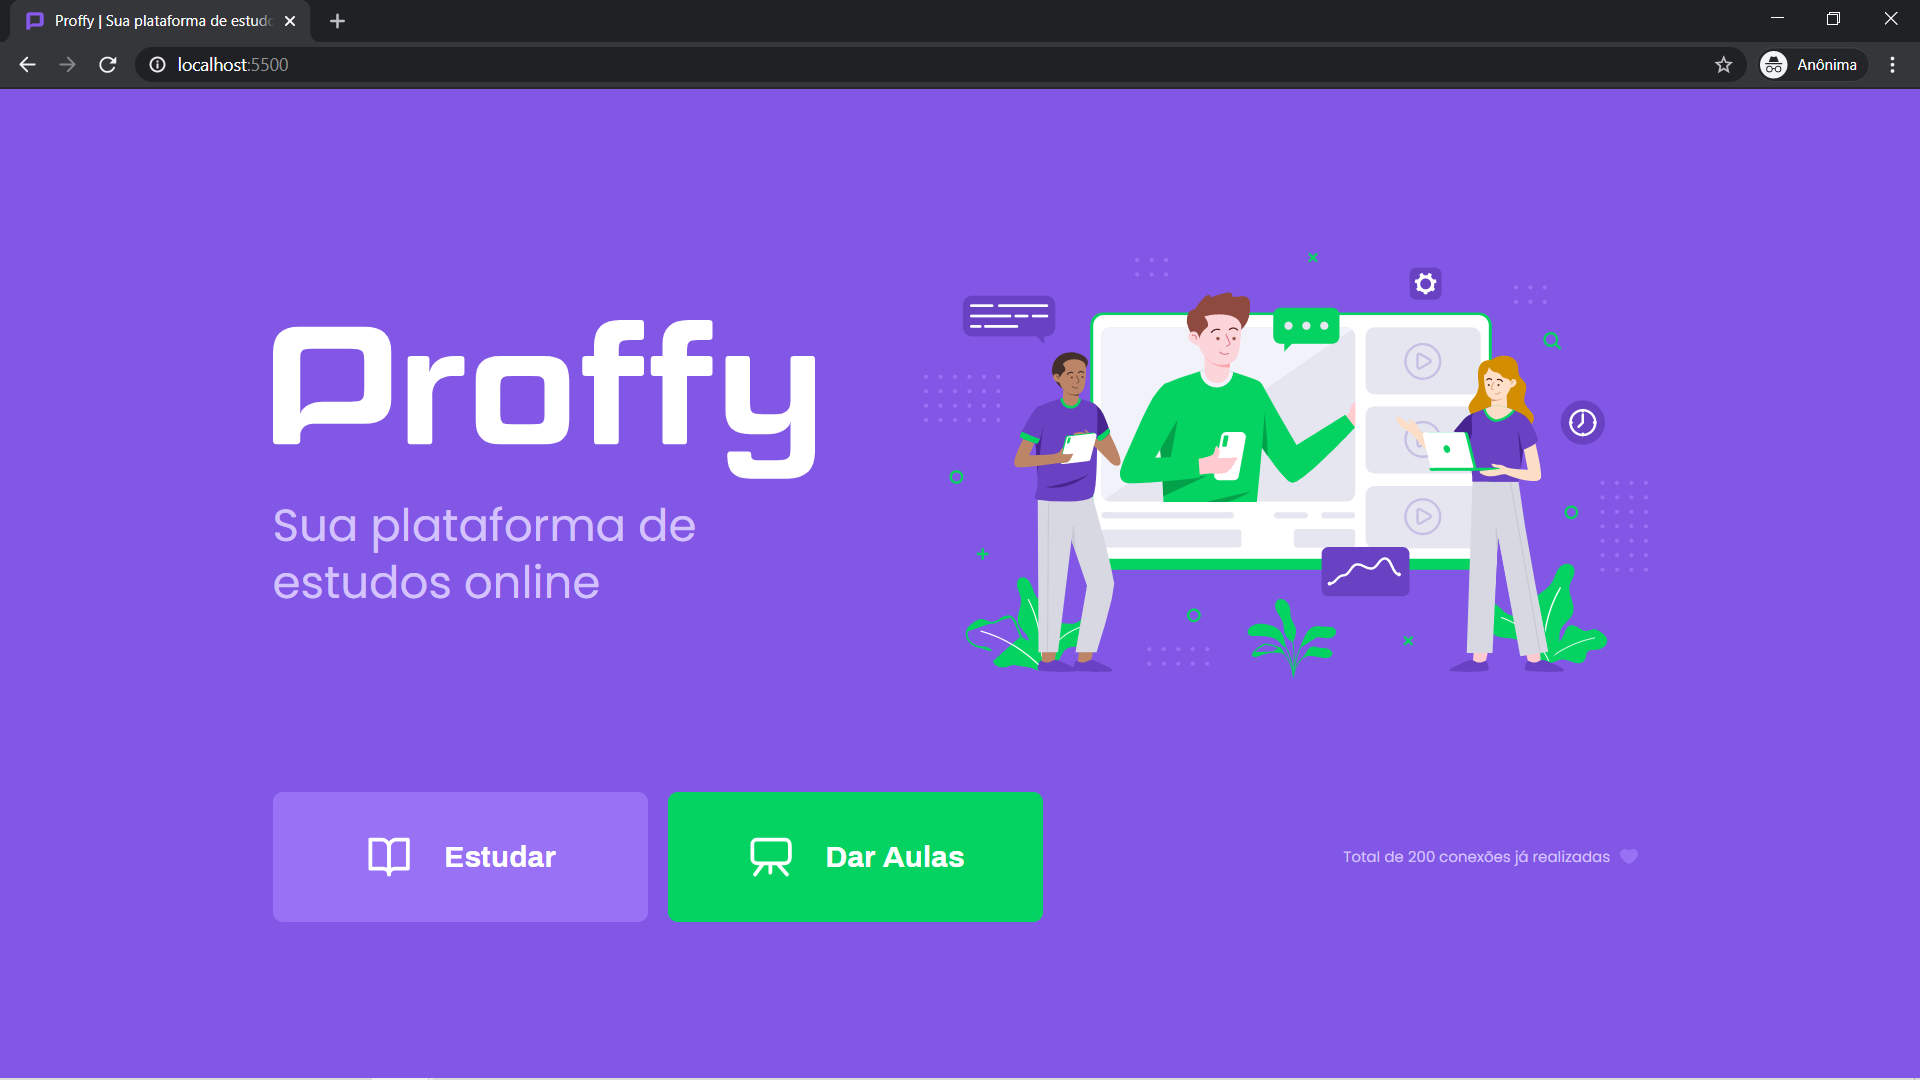 Proffy | Sua plataforma de estud
localhost:5500
Anônima
Proffy
Sua plataforma de
estudos online
Estudar
Dar Aulas
Total de 200 conexões já realizadas